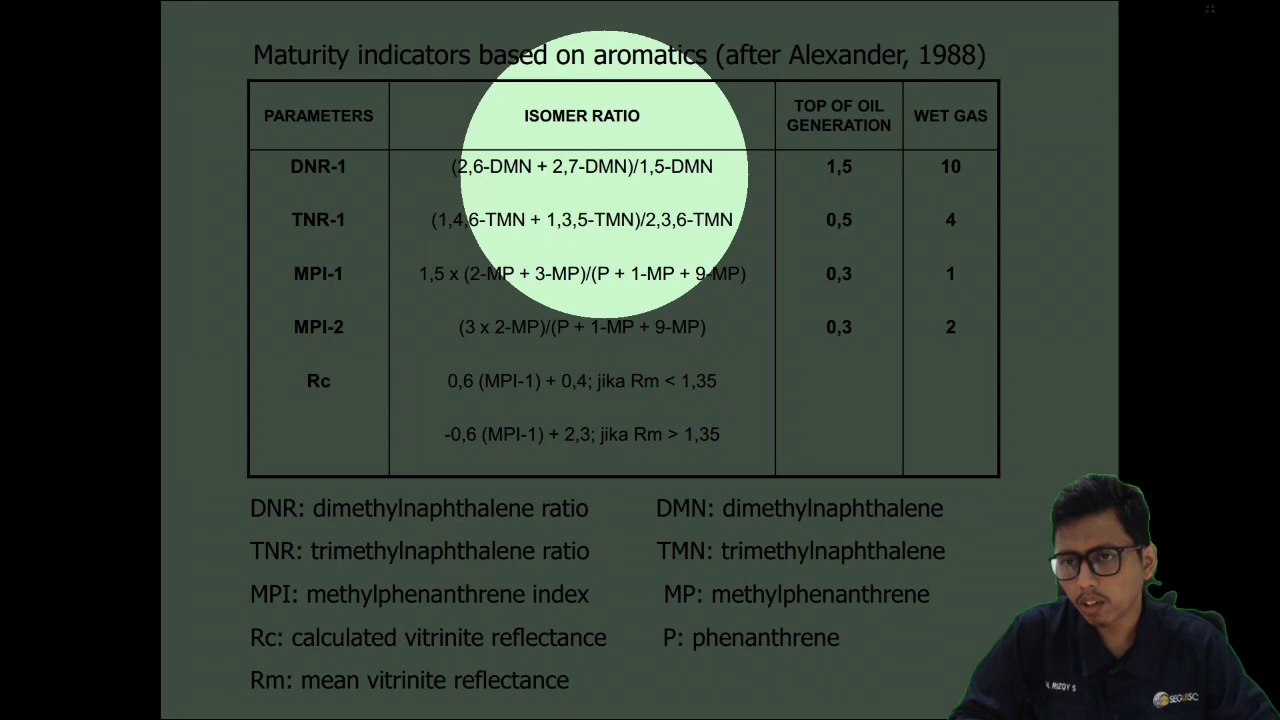 Maturity indicators based on aromatics (after Alexander, 1988)
PARAMETERS ISOMER RATIO TOP OF OIL GENERATION WET GAS
DNR-1 (2,6-DMN + 2,7-DMN)/1,5-DMN 1,5 10
TNR-1 (1,4,6-TMN + 1,3,5-TMN)/2,3,6-TMN 0,5 4
MPI-1 1,5 x (2-MP + 3-MP)/(P + 1-MP + 9-MP) 0,3 1
MPI-2 (3 x 2-MP)/(P + 1-MP + 9-MP) 0,3 2
Rc 0,6 (MPI-1) + 0,4; jika Rm < 1,35
-0,6 (MPI-1) + 2,3; jika Rm > 1,35
DNR: dimethylnaphthalene ratio DMN: dimethylnaphthalene
TNR: trimethylnaphthalene ratio TMN: trimethylnaphthalene
MPI: methylphenanthrene index MP: methylphenanthrene
Rc: calculated vitrinite reflectance P: phenanthrene
Rm: mean vitrinite reflectance
RIZQY S